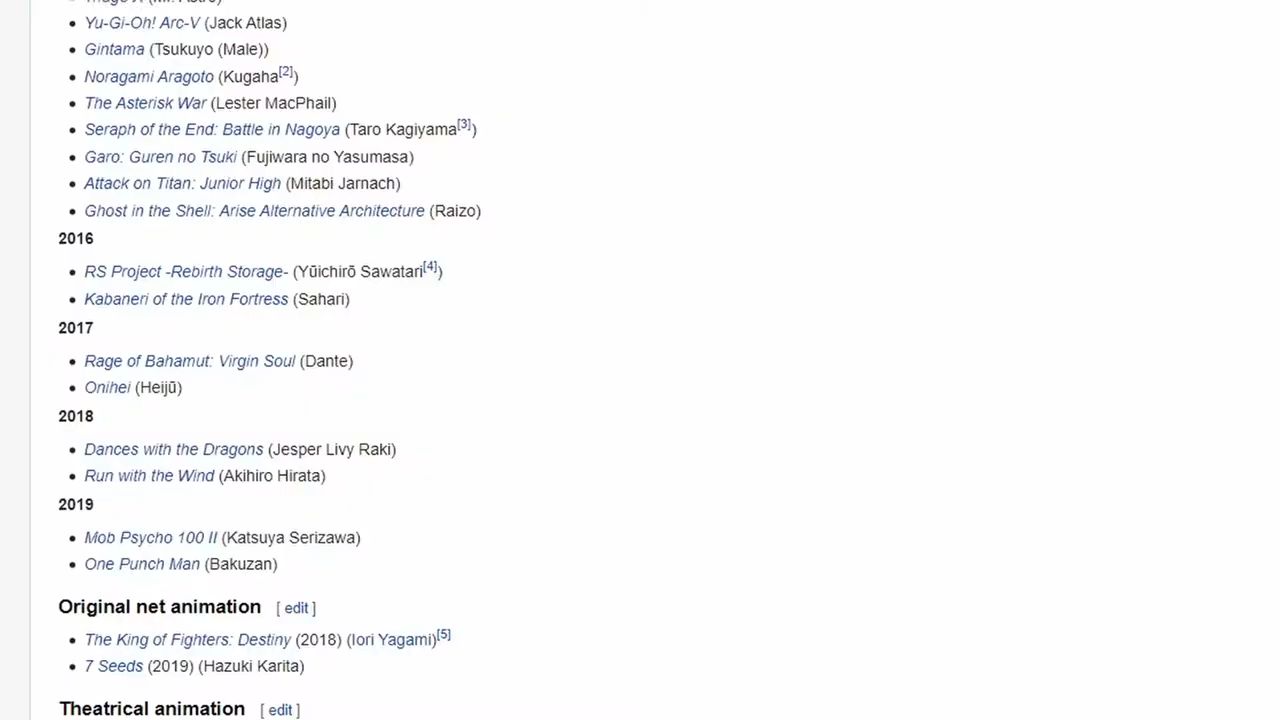 Yu-Gi-Oh! Arc-V (Jack Atlas)
Gintama (Tsukuyo (Male))
Noragami Aragoto (Kugaha[2])
The Asterisk War (Lester MacPhail)
Seraph of the End: Battle in Nagoya (Taro Kagiyama[3])
Garo: Guren no Tsuki (Fujiwara no Yasumasa)
Attack on Titan: Junior High (Mitabi Jarnach)
Ghost in the Shell: Arise Alternative Architecture (Raizo)
2016
RS Project -Rebirth Storage- (Yūichirō Sawatari[4])
Kabaneri of the Iron Fortress (Sahari)
2017
Rage of Bahamut: Virgin Soul (Dante)
Onihei (Heijū)
2018
Dances with the Dragons (Jesper Livy Raki)
Run with the Wind (Akihiro Hirata)
2019
Mob Psycho 100 II (Katsuya Serizawa)
One Punch Man (Bakuzan)
Original net animation [ edit ]
The King of Fighters: Destiny (2018) (Iori Yagami)[5]
7 Seeds (2019) (Hazuki Karita)
Theatrical animation [ edit ]